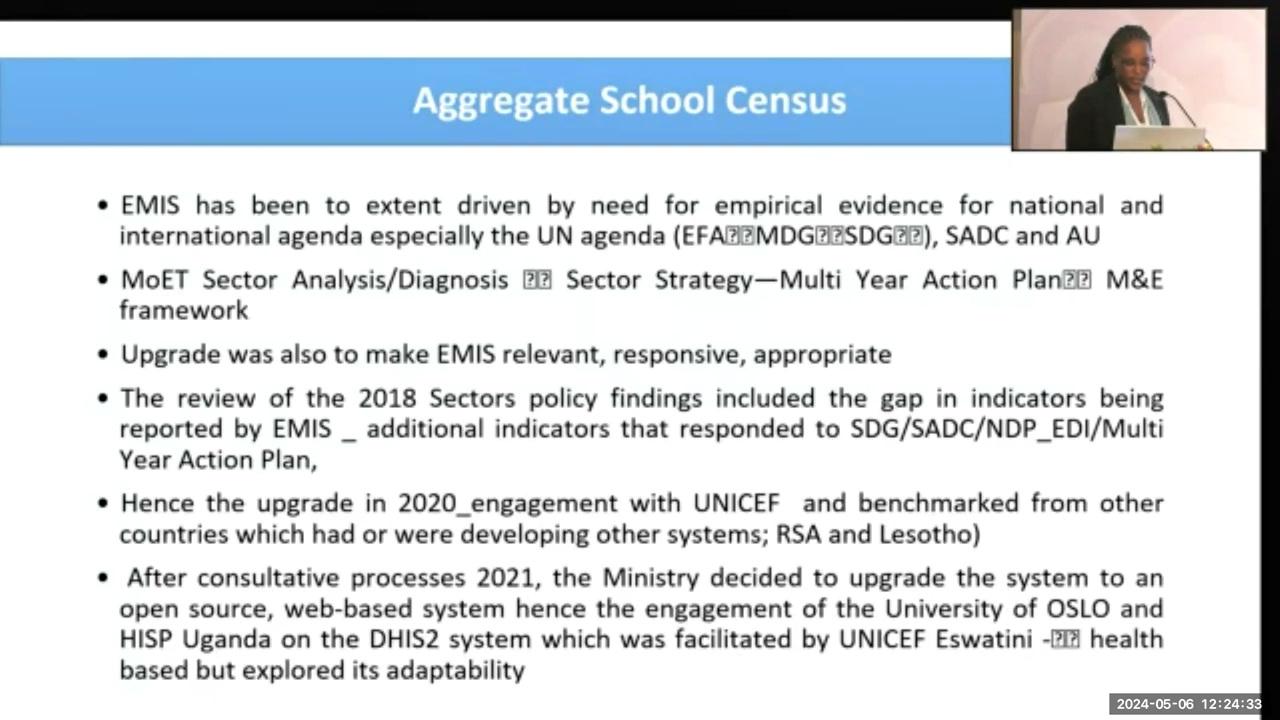 Aggregate School Census
• EMIS has been to extent driven by need for empirical evidence for national and
international agenda especially the UN agenda (EFA⍰⍰MDG⍰⍰SDG⍰⍰), SADC and AU
• MoET Sector Analysis/Diagnosis ⍰⍰ Sector Strategy—Multi Year Action Plan⍰⍰ M&E
framework
• Upgrade was also to make EMIS relevant, responsive, appropriate
• The review of the 2018 Sectors policy findings included the gap in indicators being
reported by EMIS _ additional indicators that responded to SDG/SADC/NDP_EDI/Multi
Year Action Plan,
• Hence the upgrade in 2020_engagement with UNICEF and benchmarked from other
countries which had or were developing other systems; RSA and Lesotho)
• After consultative processes 2021, the Ministry decided to upgrade the system to an
open source, web-based system hence the engagement of the University of OSLO and
HISP Uganda on the DHIS2 system which was facilitated by UNICEF Eswatini -⍰⍰ health
based but explored its adaptability
2024-05-06 12:24:33